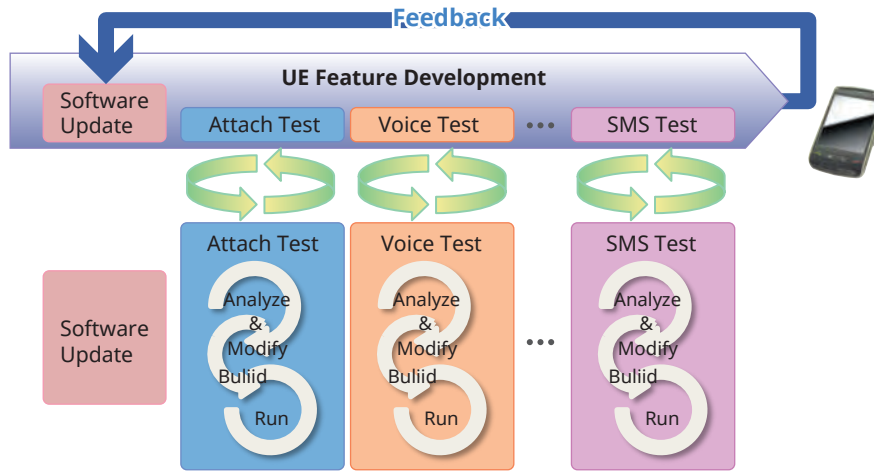 Feedback
UE Feature Development
Software
Update
Attach Test
Voice Test
•••
SMS Test
Attach Test
Voice Test
SMS Test
Software
Update
Analyze
&
Modify
Buliid
Run
Analyze
&
Modify
Buliid
Run
•••
Analyze
&
Modify
Buliid
Run